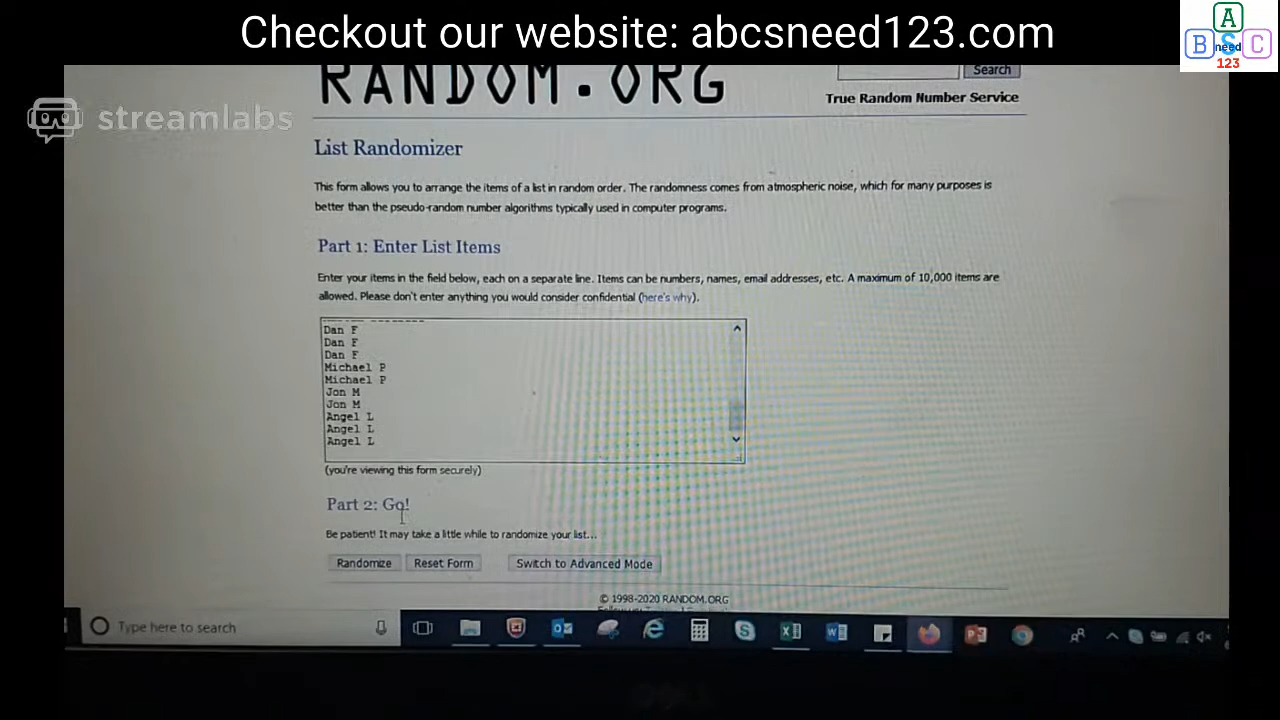 Checkout our website: abcsneed123.com
A
B S C
need
123
streamlabs
RANDOM.ORG
Search
True Random Number Service
List Randomizer
This form allows you to arrange the items of a list in random order. The randomness comes from atmospheric noise, which for many purposes is
better than the pseudo-random number algorithms typically used in computer programs.
Part 1: Enter List Items
Enter your items in the field below, each on a separate line. Items can be numbers, names, email addresses, etc. A maximum of 10,000 items are
allowed. Please don't enter anything you would consider confidential (here's why).
Dan F
Dan F
Dan F
Michael P
Michael P
Jon M
Jon M
Angel L
Angel L
Angel L
(you're viewing this form securely)
Part 2: Go!
Be patient! It may take a little while to randomize your list...
Randomize Reset Form Switch to Advanced Mode
© 1998-2020 RANDOM.ORG
Type here to search